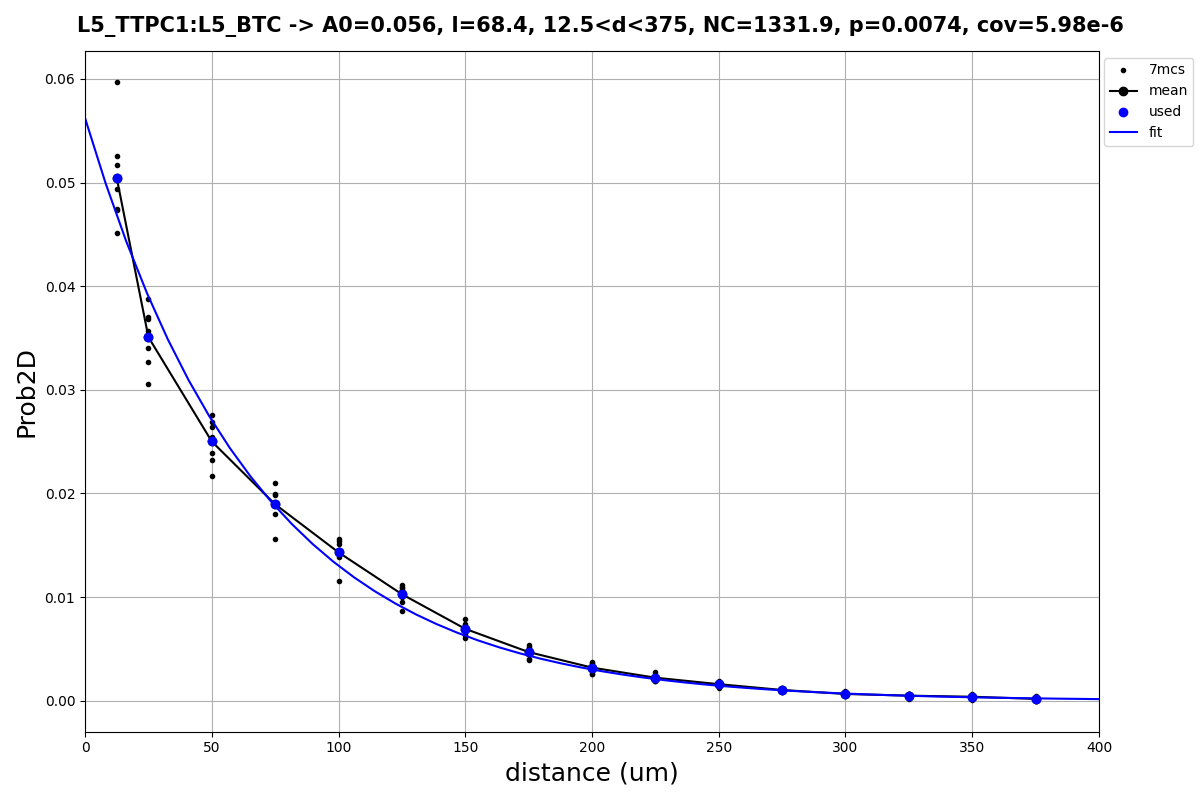 L5_TTPC1:L5_BTC -> A0=0.056, l=68.4, 12.5<d<375, NC=1331.9, p=0.0074, cov=5.98e-6
7mcs
mean
used
fit
Prob2D
0.06
0.05
0.04
0.03
0.02
0.01
0.00
0 50 100 150 200 250 300 350 400
distance (um)